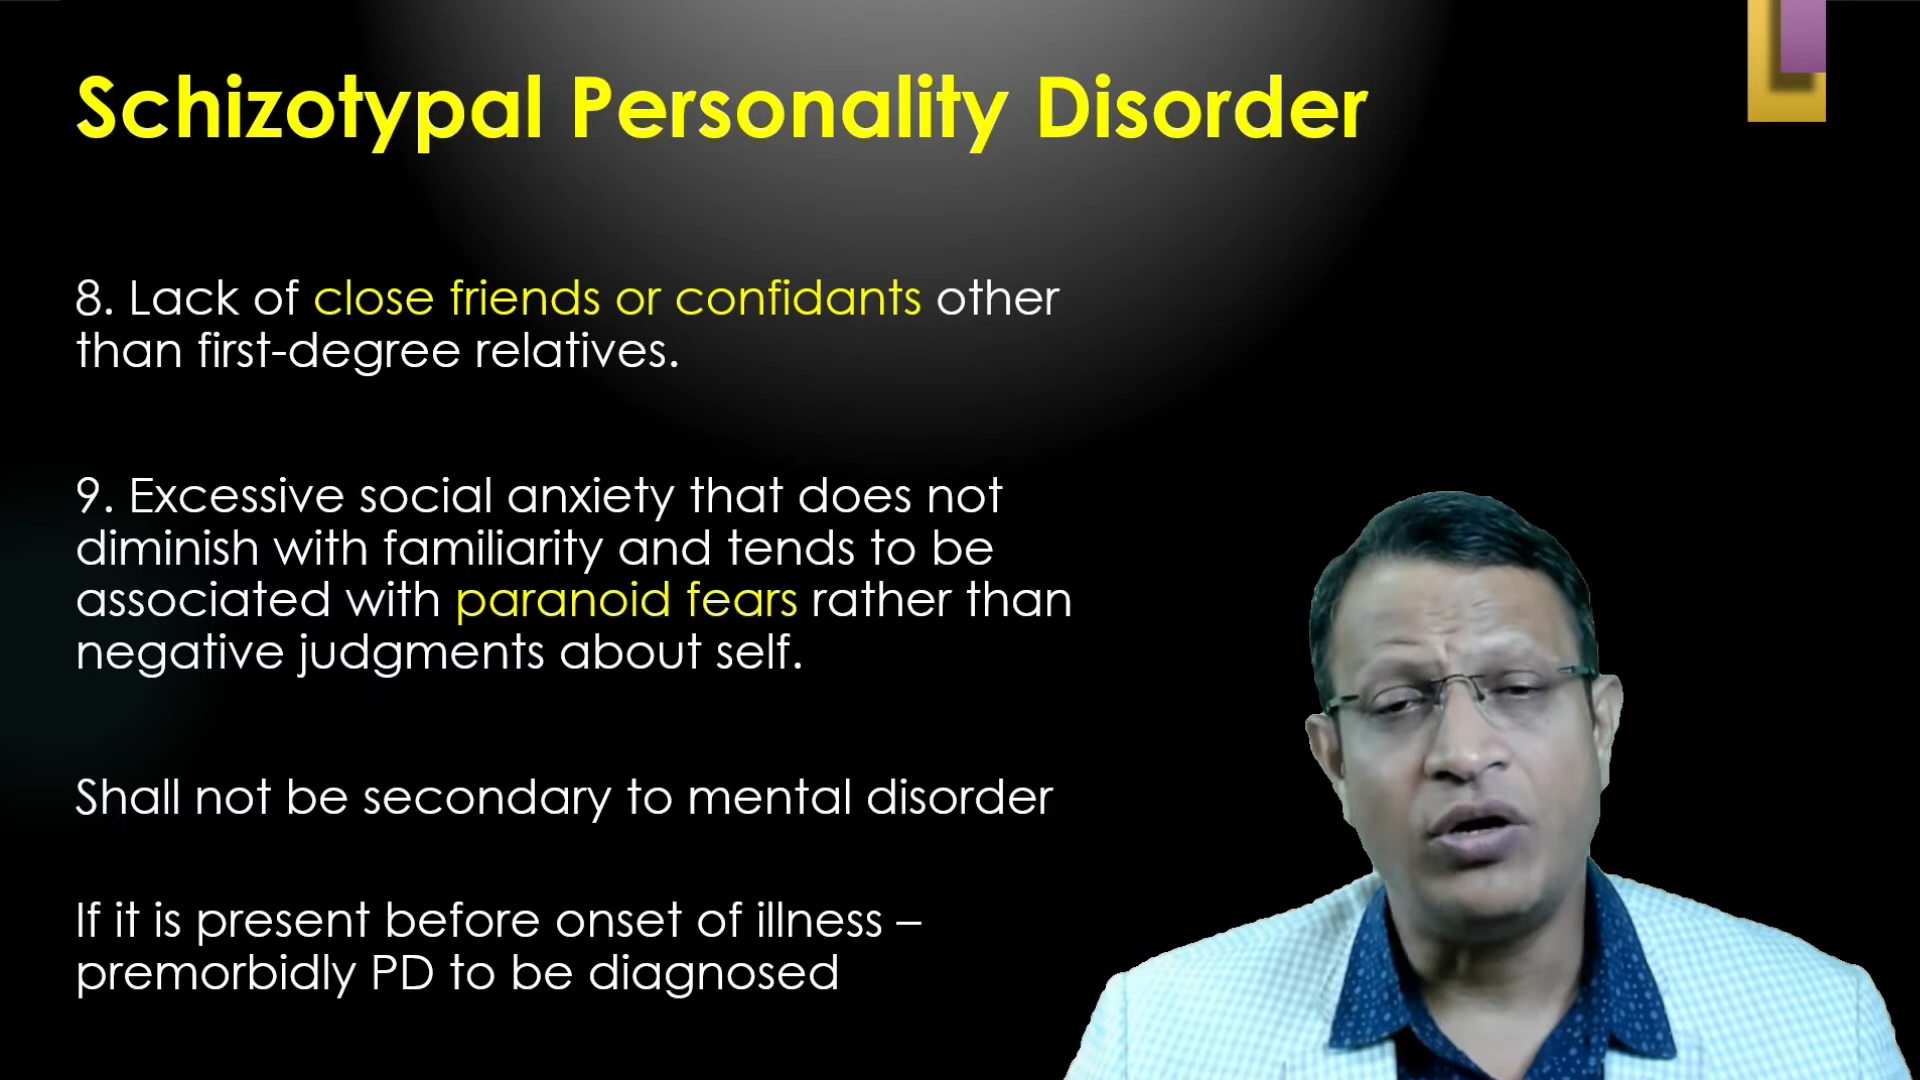 Schizotypal Personality Disorder
8. Lack of close friends or confidants other
than first-degree relatives.
9. Excessive social anxiety that does not
diminish with familiarity and tends to be
associated with paranoid fears rather than
negative judgments about self.
Shall not be secondary to mental disorder
If it is present before onset of illness –
premorbidly PD to be diagnosed